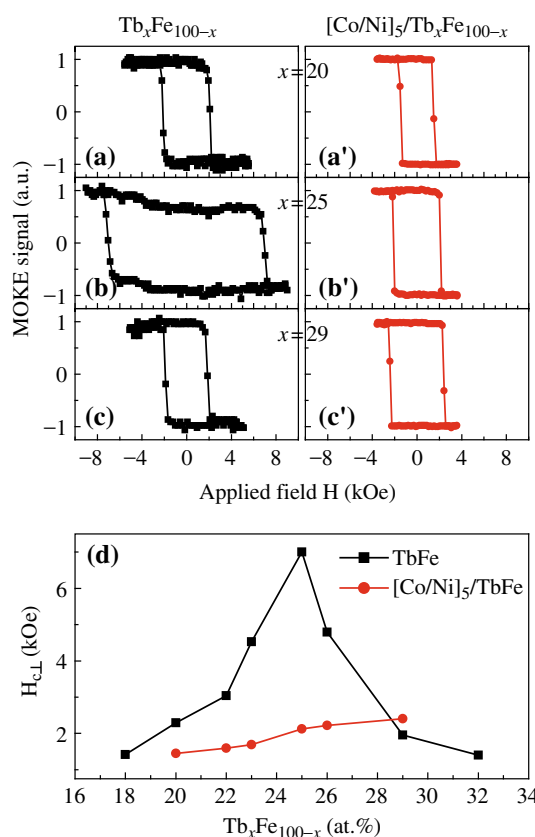 TbₓFe₁₀₀₋ₓ
[Co/Ni]₅/TbₓFe₁₀₀₋ₓ
1
0
−1
(a)
x=20
(a')
1
0
−1
(b)
x=25
(b')
1
0
−1
(c)
x=29
(c')
MOKE signal (a.u.)
−8 −4 0 4 8 −8 −4 0 4 8
Applied field H (kOe)
(d)
TbFe
[Co/Ni]₅/TbFe
6
4
2
H꜀⊥ (kOe)
16 18 20 22 24 26 28 30 32 34
TbₓFe₁₀₀₋ₓ (at.%)